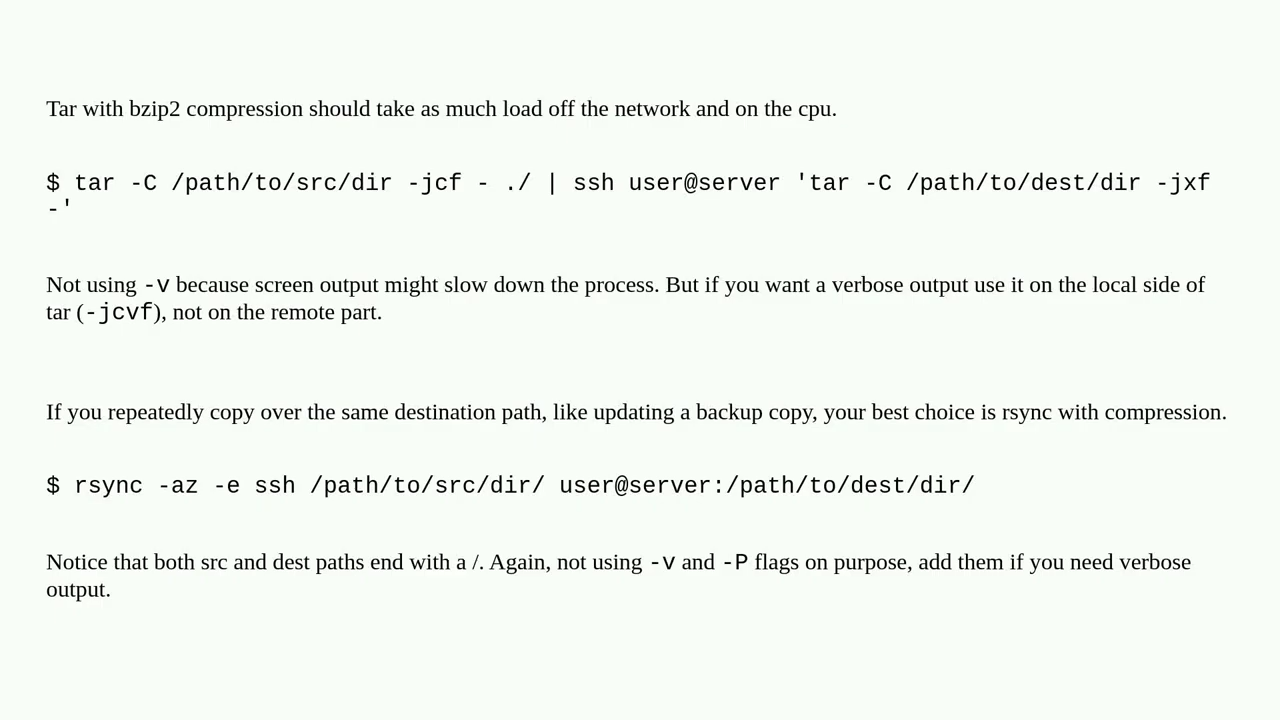 Tar with bzip2 compression should take as much load off the network and on the cpu.
$ tar -C /path/to/src/dir -jcf - ./ | ssh user@server 'tar -C /path/to/dest/dir -jxf
-'
Not using -v because screen output might slow down the process. But if you want a verbose output use it on the local side of
tar (-jcvf), not on the remote part.
If you repeatedly copy over the same destination path, like updating a backup copy, your best choice is rsync with compression.
$ rsync -az -e ssh /path/to/src/dir/ user@server:/path/to/dest/dir/
Notice that both src and dest paths end with a /. Again, not using -v and -P flags on purpose, add them if you need verbose
output.